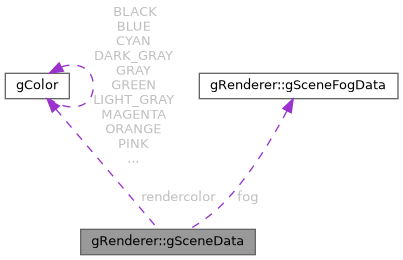 BLACK
BLUE
CYAN
DARK_GRAY
GRAY
GREEN
LIGHT_GRAY
MAGENTA
ORANGE
PINK
...
gColor
gRenderer::gSceneFogData
rendercolor
fog
gRenderer::gSceneData